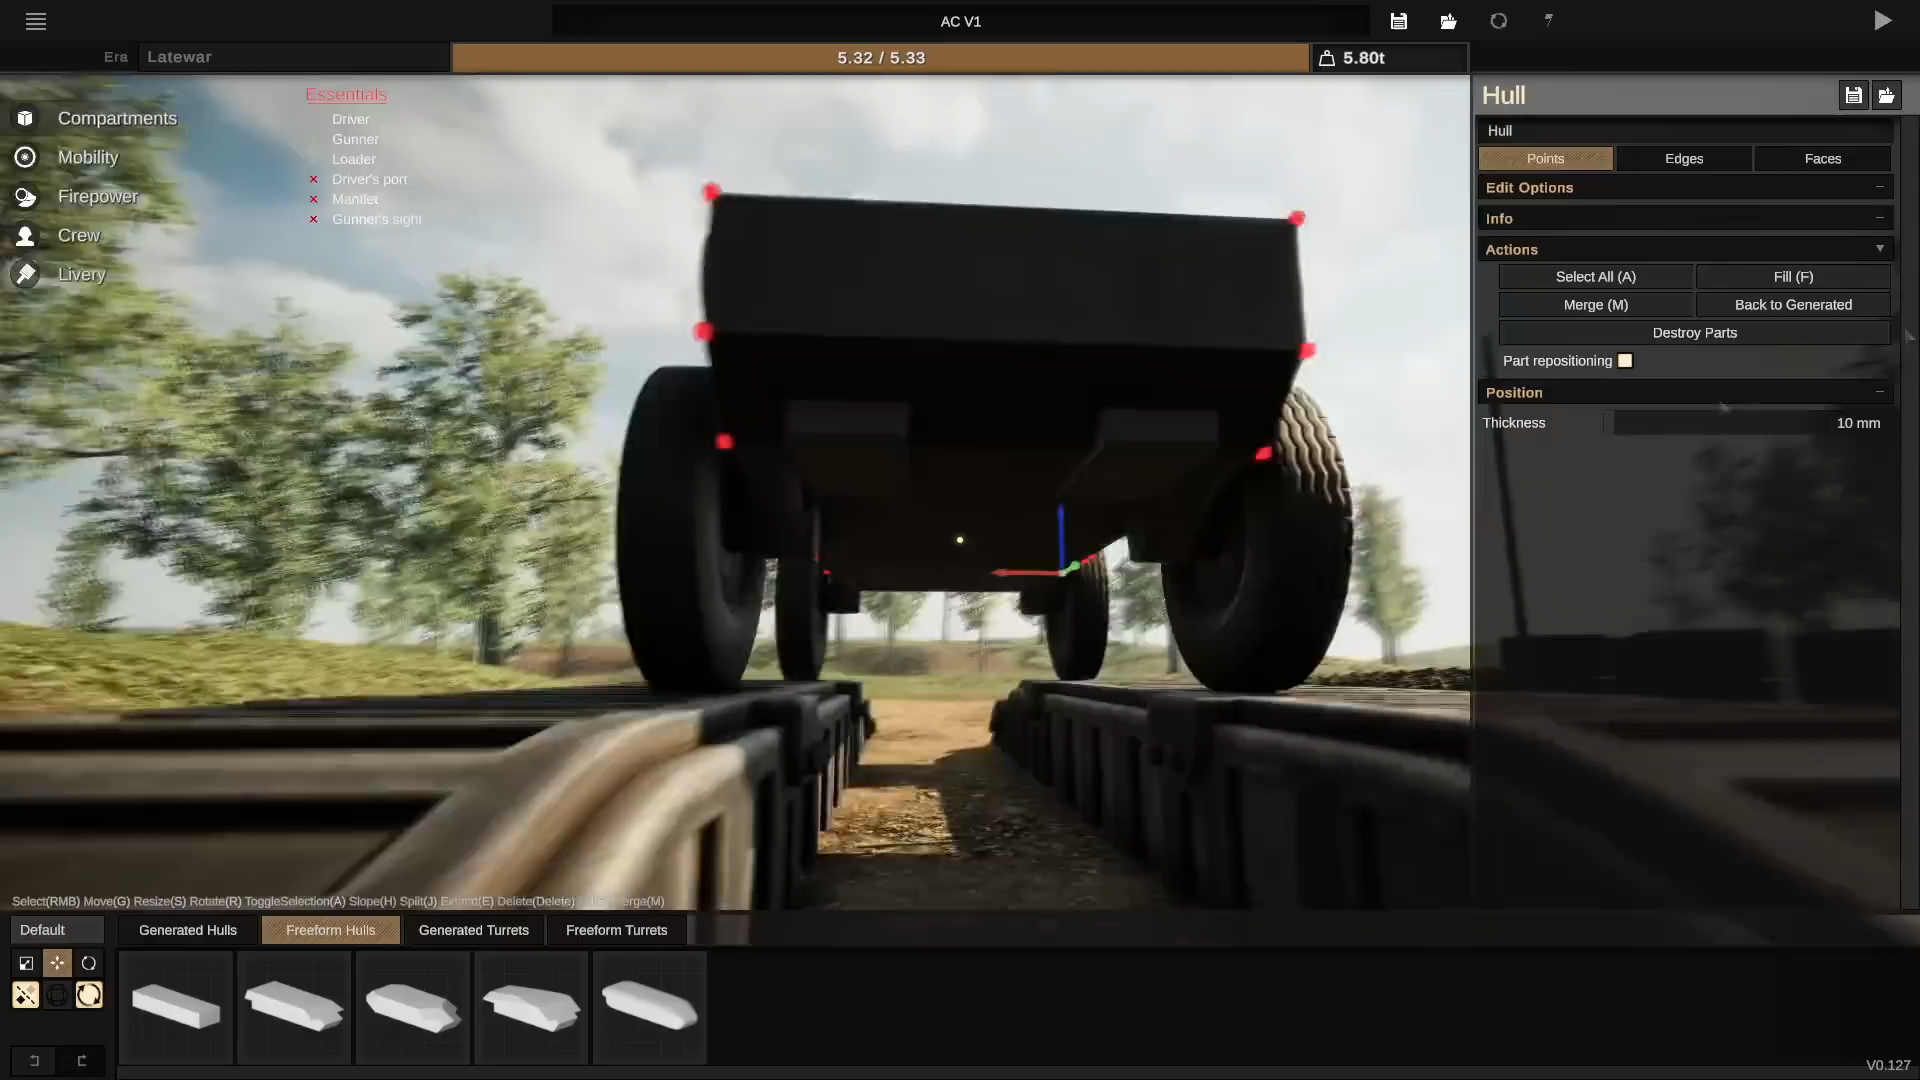 AC V1
Era Latewar 5.32 / 5.33 5.80t
Essentials
Driver
Gunner
Loader
Driver's port
Mantlet
Gunner's sight
Compartments
Mobility
Firepower
Crew
Livery
Hull
Hull
Points Edges Faces
Edit Options
Info
Actions
Select All (A) Fill (F)
Merge (M) Back to Generated
Destroy Parts
Part repositioning
Position
Thickness 10 mm
Select(RMB) Move(G) Resize(S) Rotate(R) ToggleSelection(A) Slope(H) Split(J) Extend(E) Delete(Delete)
Default Generated Hulls Freeform Hulls Generated Turrets Freeform Turrets
V0.127